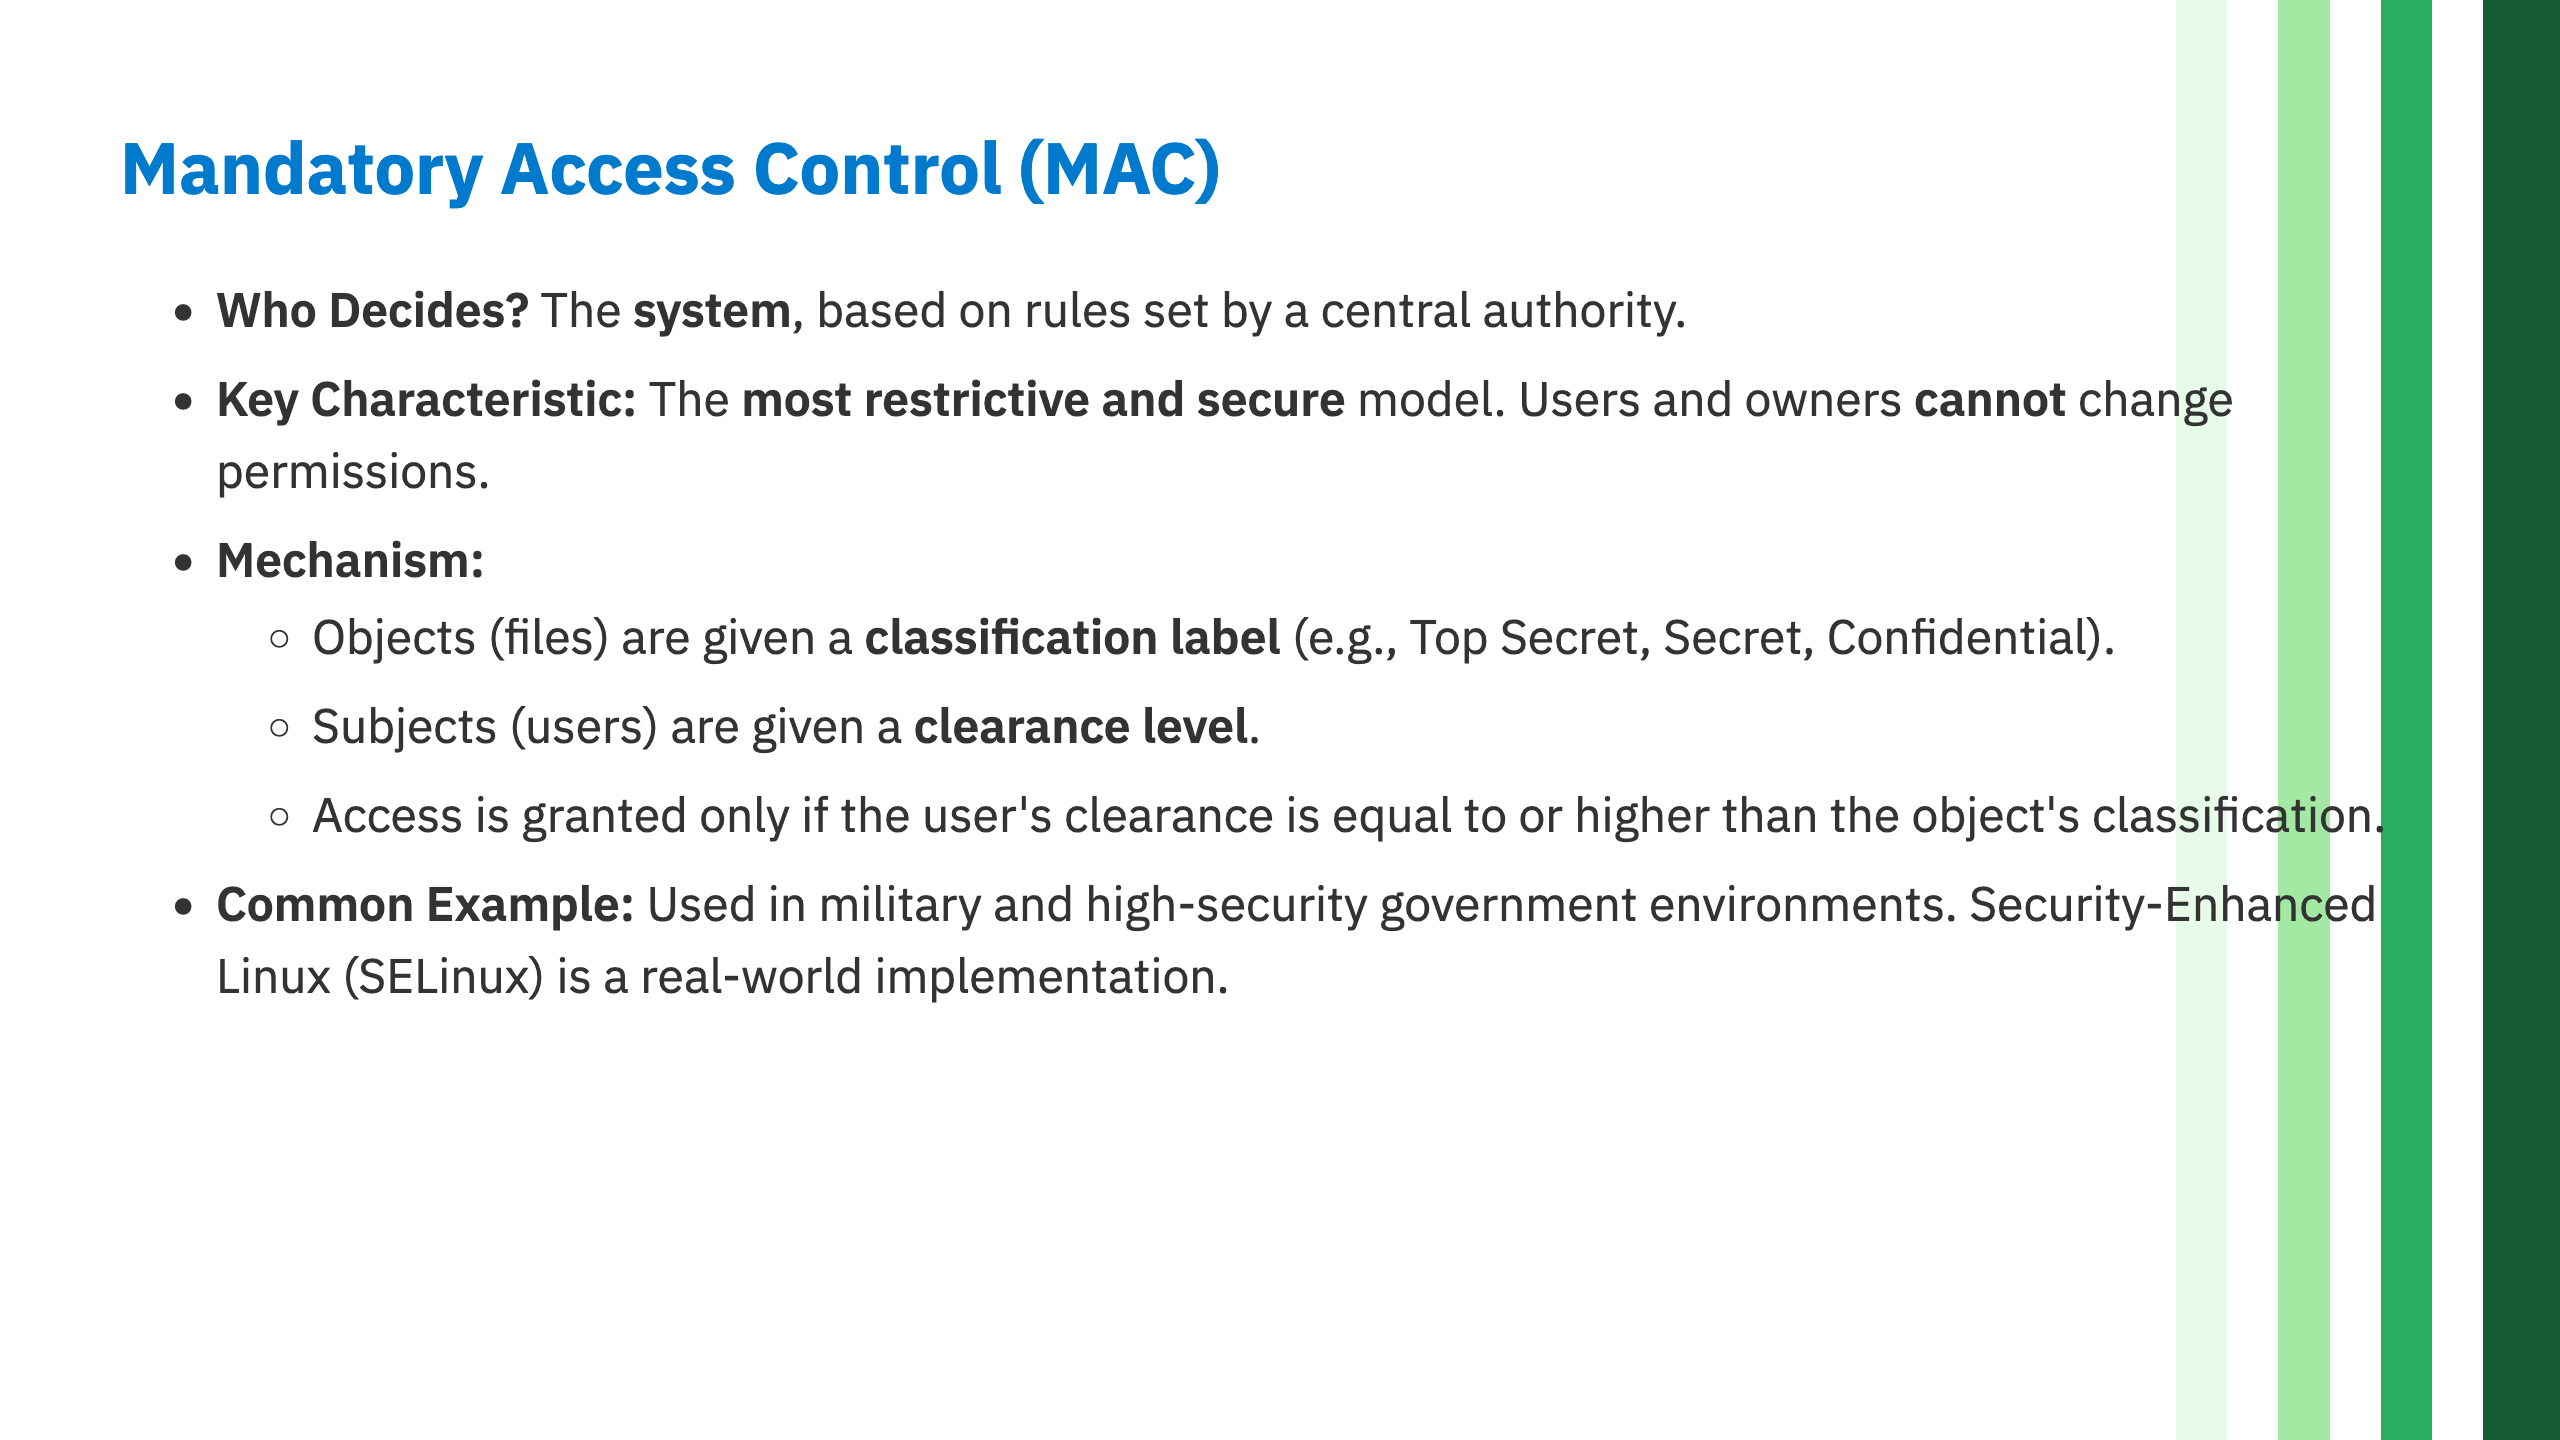 Mandatory Access Control (MAC)
• Who Decides? The system, based on rules set by a central authority.
• Key Characteristic: The most restrictive and secure model. Users and owners cannot change
permissions.
• Mechanism:
◦ Objects (files) are given a classification label (e.g., Top Secret, Secret, Confidential).
◦ Subjects (users) are given a clearance level.
◦ Access is granted only if the user's clearance is equal to or higher than the object's classification.
• Common Example: Used in military and high-security government environments. Security-Enhanced
Linux (SELinux) is a real-world implementation.